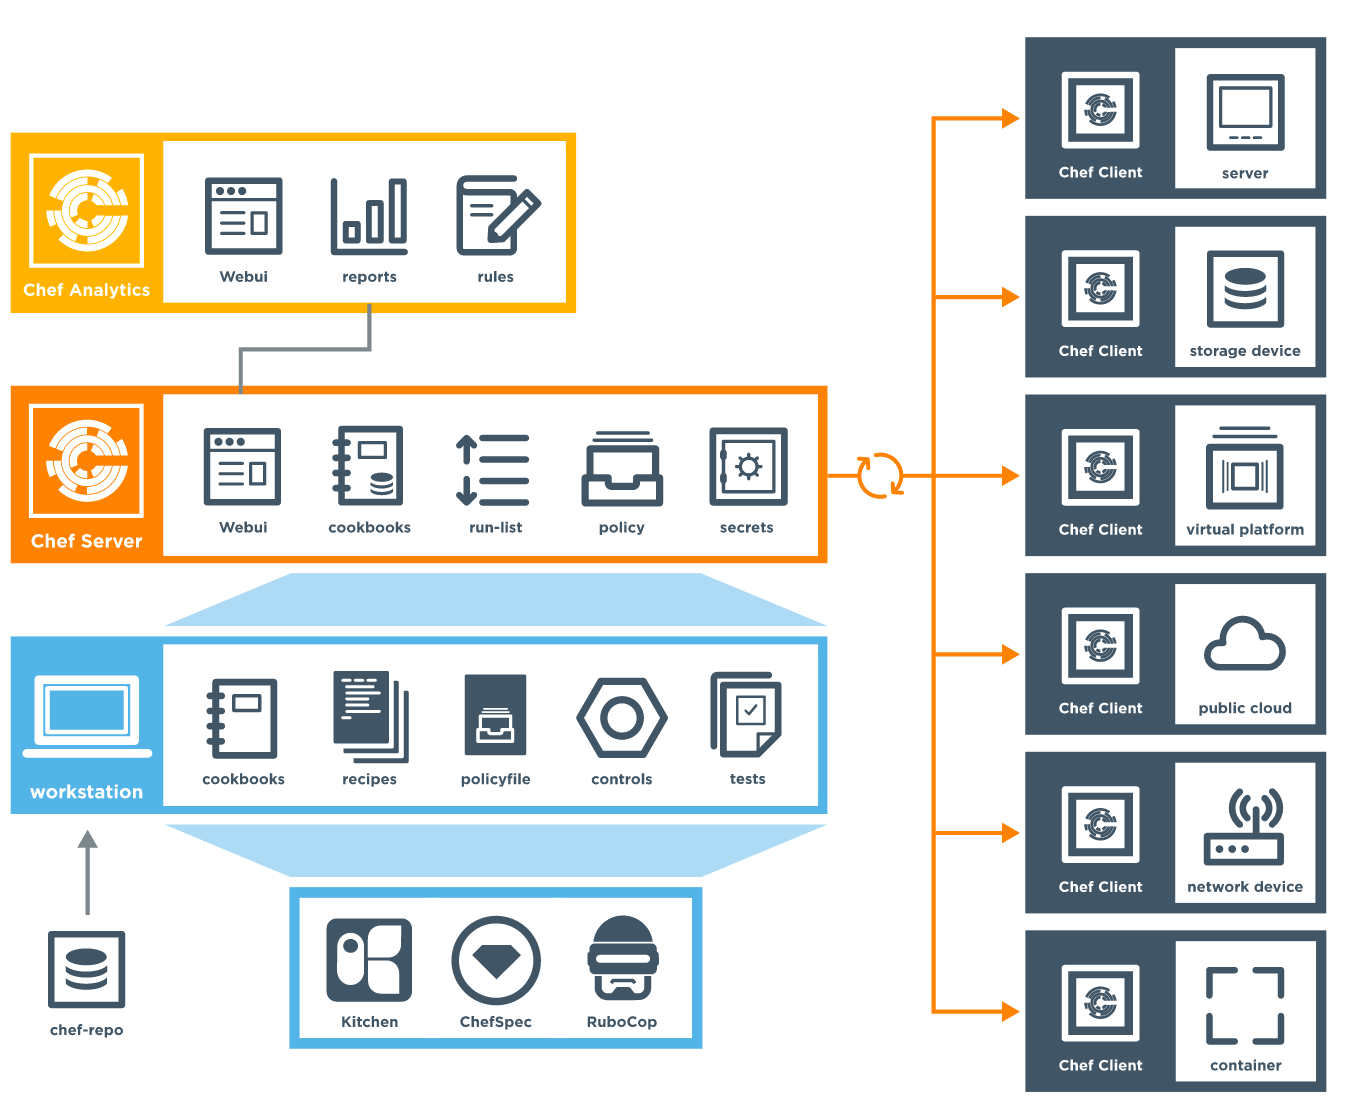 Chef Analytics
Webui
reports
rules
Chef Server
Webui
cookbooks
run-list
policy
secrets
workstation
cookbooks
recipes
policyfile
controls
tests
chef-repo
Kitchen
ChefSpec
RuboCop
Chef Client
server
Chef Client
storage device
Chef Client
virtual platform
Chef Client
public cloud
Chef Client
network device
Chef Client
container